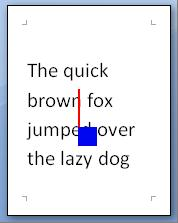 The quick
brown fox
jumped over
the lazy dog